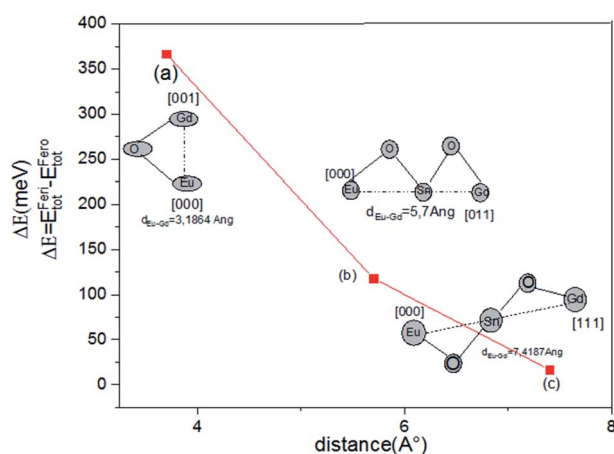 400
350
300
250
200
150
100
50
0
ΔE(meV)
ΔE=E^Feri_tot-E^Fero_tot
(a)
[001]
Gd
O
Eu
[000]
d_Eu-Gd=3,1864 Ang
O
O
[000]
Eu
Sn
Gd
d_Eu-Gd=5,7Ang
[011]
(b)
[000]
Eu
O
Sn
O
Gd
[111]
d_Eu-Gd=7,4187Ang
(c)
4
6
8
distance(A°)